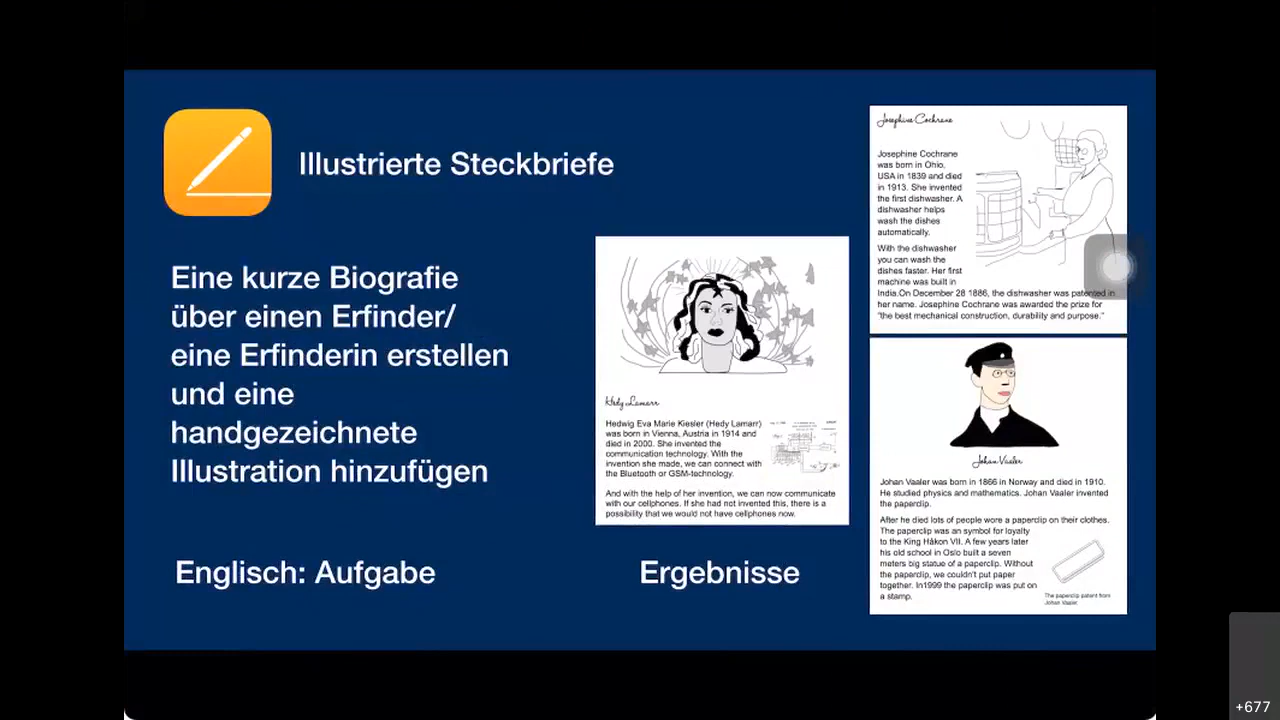 Illustrierte Steckbriefe
Eine kurze Biografie
über einen Erfinder/
eine Erfinderin erstellen
und eine
handgezeichnete
Illustration hinzufügen
Englisch: Aufgabe
Hedy Lamarr
Hedwig Eva Marie Kiesler (Hedy Lamarr)
was born in Vienna, Austria in 1914 and
died in 2000. She invented the
communication technology. With the
invention she made, we can connect with
the Bluetooth or GSM-technology.
And with the help of her invention, we can now communicate
with our cellphones. If she had not invented this, there is a
possibility that we would not have cellphones now.
Ergebnisse
Josephine Cochrane
Josephine Cochrane
was born in Ohio,
USA in 1839 and died
in 1913. She invented
the first dishwasher. A
dishwasher helps
wash the dishes
automatically.
With the dishwasher
you can wash the
dishes faster. Her first
machine was built in
India.On December 28 1886, the dishwasher was patented in
her name. Josephine Cochrane was awarded the prize for
"the best mechanical construction, durability and purpose."
Johan Vaaler
Johan Vaaler was born in 1866 in Norway and died in 1910.
He studied physics and mathematics. Johan Vaaler invented
the paperclip.
After he died lots of people wore a paperclip on their clothes.
The paperclip was an symbol for loyalty
to the King Håkon VII. A few years later
his old school in Oslo built a seven
meters big statue of a paperclip. Without
the paperclip, we couldn't put paper
together. In1999 the paperclip was put on
a stamp.
The paperclip patent from
Johan Vaaler.
+677